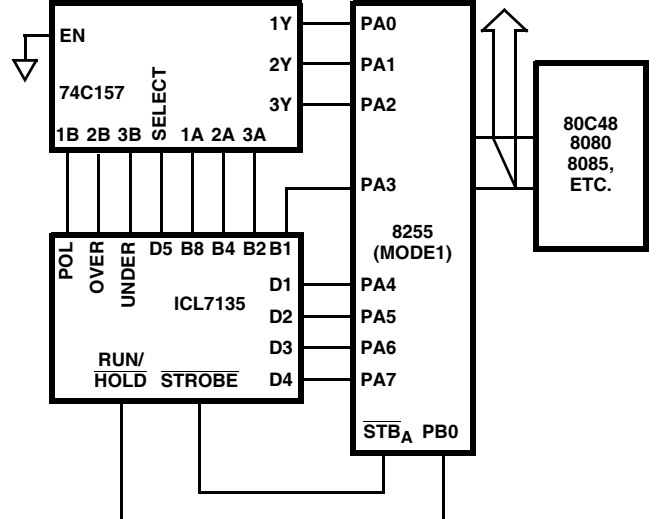 EN
74C157
1Y
2Y
3Y
SELECT
1B 2B 3B 1A 2A 3A
PA0
PA1
PA2
PA3
8255
(MODE1)
PA4
PA5
PA6
PA7
STBA PB0
80C48
8080
8085,
ETC.
POL
OVER
UNDER
D5 B8 B4 B2 B1
D1
D2
D3
D4
ICL7135
RUN/
HOLD STROBE